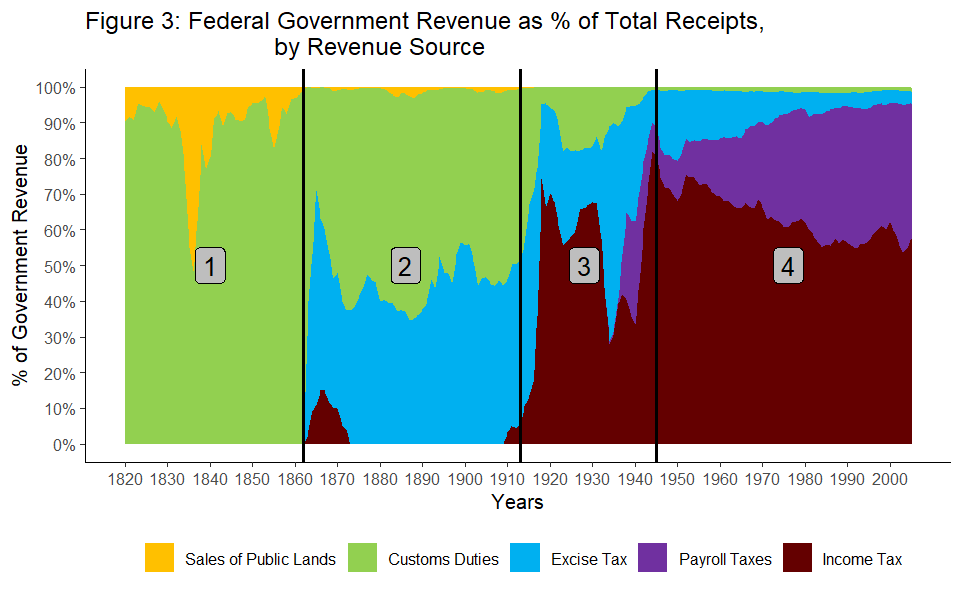 Figure 3: Federal Government Revenue as % of Total Receipts,
by Revenue Source
% of Government Revenue
100%
90%
80%
70%
60%
50%
40%
30%
20%
10%
0%
1 2 3 4
1820 1830 1840 1850 1860 1870 1880 1890 1900 1910 1920 1930 1940 1950 1960 1970 1980 1990 2000
Years
Sales of Public Lands Customs Duties Excise Tax Payroll Taxes Income Tax